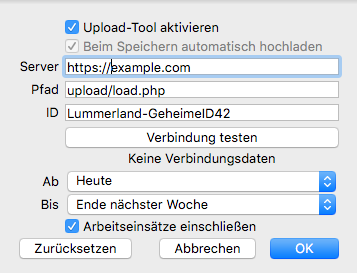 Upload-Tool aktivieren
Beim Speichern automatisch hochladen
Server https://example.com
Pfad upload/load.php
ID Lummerland-GeheimeID42
Verbindung testen
Keine Verbindungsdaten
Ab Heute
Bis Ende nächster Woche
Arbeitseinsätze einschließen
Zurücksetzen Abbrechen OK